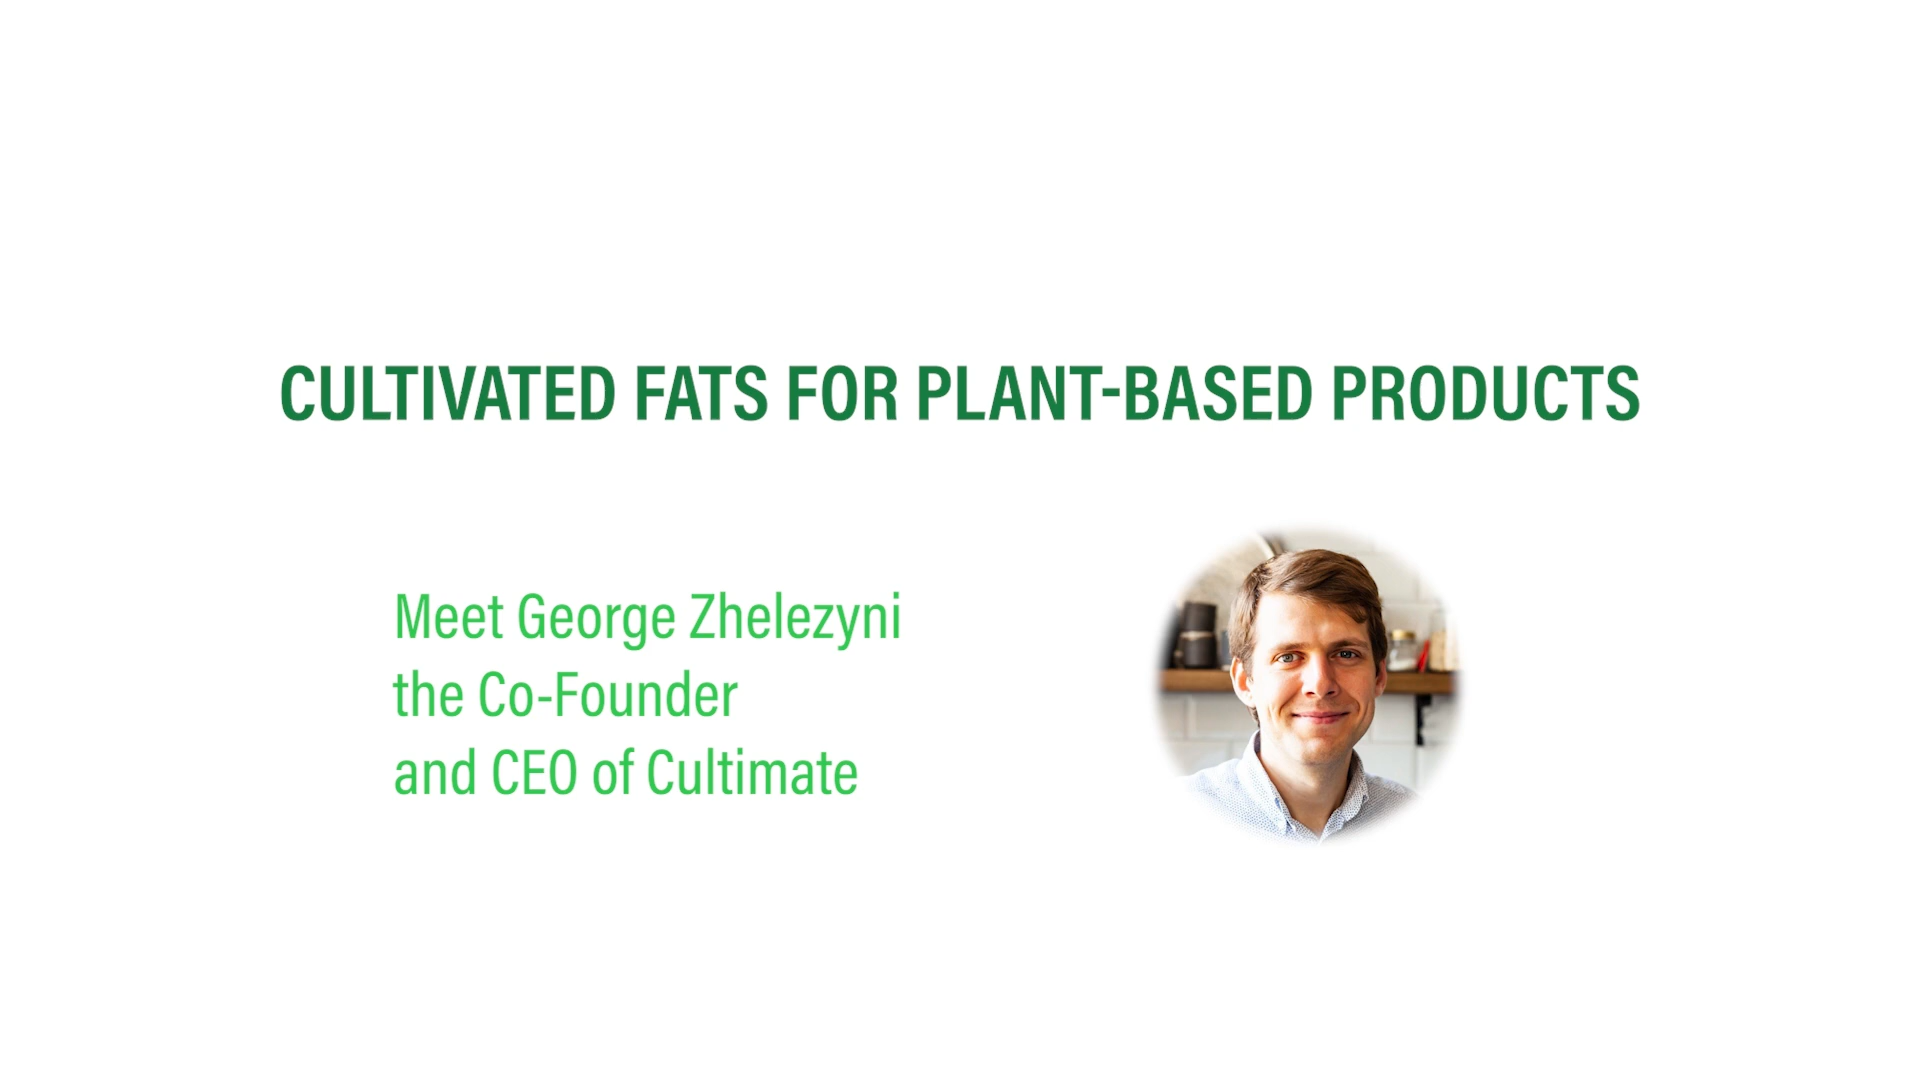 CULTIVATED FATS FOR PLANT-BASED PRODUCTS
Meet George Zhelezyni
the Co-Founder
and CEO of Cultimate